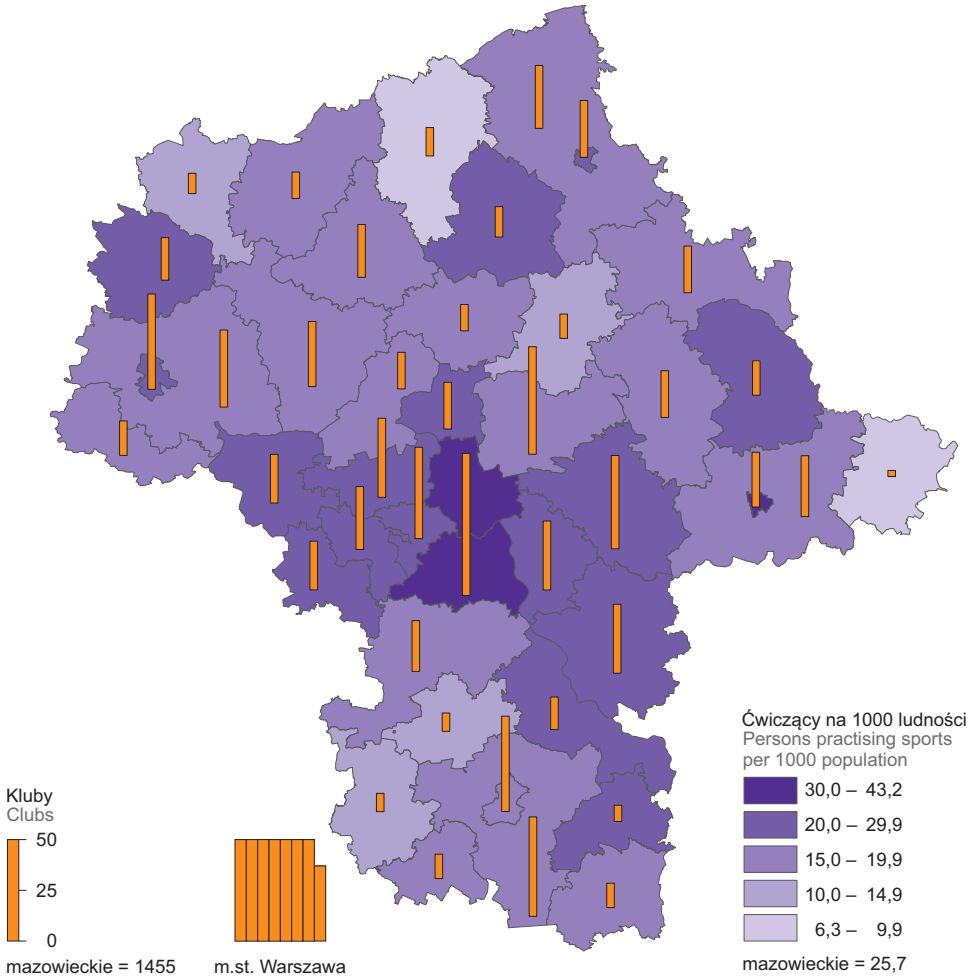 Ćwiczący na 1000 ludności
Persons practising sports
per 1000 population
30,0 – 43,2
20,0 – 29,9
15,0 – 19,9
10,0 – 14,9
6,3 – 9,9
mazowieckie = 25,7
Kluby
Clubs
50
25
0
mazowieckie = 1455
m.st. Warszawa